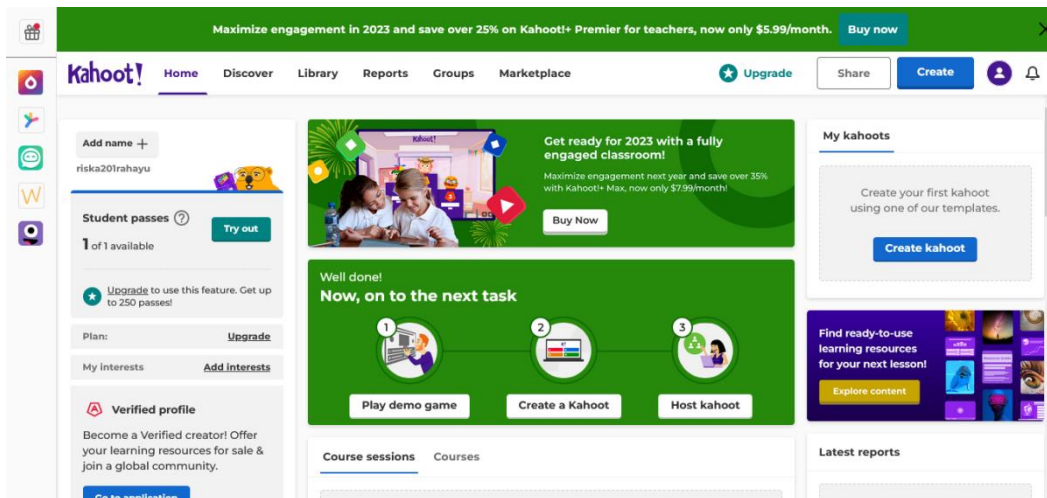 Maximize engagement in 2023 and save over 25% on Kahoot!+ Premier for teachers, now only $5.99/month.
Buy now
Kahoot!
Home
Discover
Library
Reports
Groups
Marketplace
Upgrade
Share
Create
Add name +
riska201rahayu
Student passes ?
1 of 1 available
Try out
Upgrade to use this feature. Get up
to 250 passes!
Plan:
Upgrade
My interests
Add interests
Verified profile
Become a Verified creator! Offer
your learning resources for sale &
join a global community.
Go to application
Kahoot!
Get ready for 2023 with a fully
engaged classroom!
Maximize engagement next year and save over 35%
with Kahoot!+ Max, now only $7.99/month!
Buy Now
Well done!
Now, on to the next task
1
2
3
Play demo game
Create a Kahoot
Host kahoot
Course sessions
Courses
My kahoots
Create your first kahoot
using one of our templates.
Create kahoot
Find ready-to-use
learning resources
for your next lesson!
Explore content
Latest reports